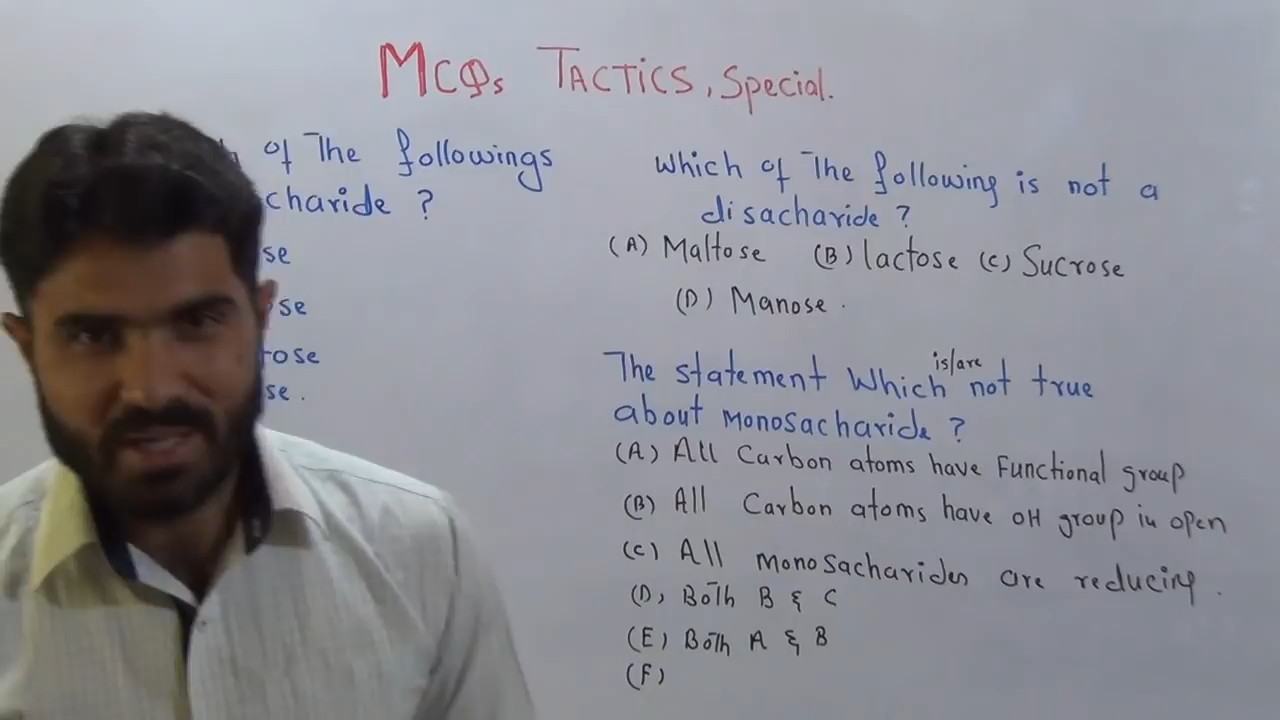 MCQs TACTICS, Special.
of The followings
charide ?
se
se
tose
se.
Which of The following is not a
disacharide ?
(A) Maltose (B) lactose (C) Sucrose
(D) Manose.
is/are
The statement Which not true
about Monosacharide ?
(A) All Carbon atoms have Functional group
(B) All Carbon atoms have OH group in open
(C) All monosacharides are reducing.
(D) Both B & C
(E) Both A & B
(F)